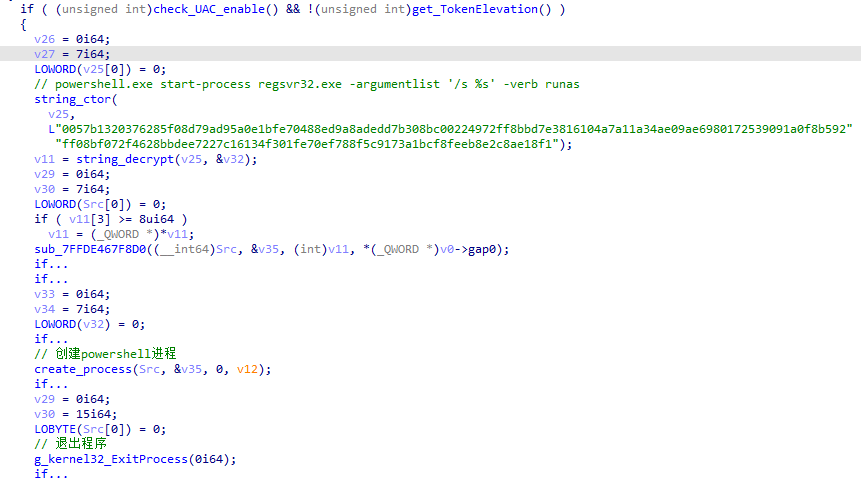 if ( (unsigned int)check_UAC_enable() && !(unsigned int)get_TokenElevation() )
{
v26 = 0i64;
v27 = 7i64;
LOWORD(v25[0]) = 0;
// powershell.exe start-process regsvr32.exe -argumentlist '/s %s' -verb runas
string_ctor(
v25,
L"0057b1320376285f08d79ad95a0e1bfe70488ed9a8adedd7b308bc00224972ff8bbd7e3816104a7a11a34ae09ae6980172539091a0f8b592"
"ff08bf072f4628bbdee7227c16134f301fe70ef788f5c9173a1bcf8feeb8e2c8ae18f1");
v11 = string_decrypt(v25, &v32);
v29 = 0i64;
v30 = 7i64;
LOWORD(Src[0]) = 0;
if ( v11[3] >= 8ui64 )
v11 = (_QWORD *)*v11;
sub_7FFDE467F8D0((__int64)Src, &v35, (int)v11, *(_QWORD *)v0->gap0);
if...
if...
v33 = 0i64;
v34 = 7i64;
LOWORD(v32) = 0;
if...
// 创建powershell进程
create_process(Src, &v35, 0, v12);
if...
v29 = 0i64;
v30 = 15i64;
LOBYTE(Src[0]) = 0;
// 退出程序
g_kernel32_ExitProcess(0i64);
if...